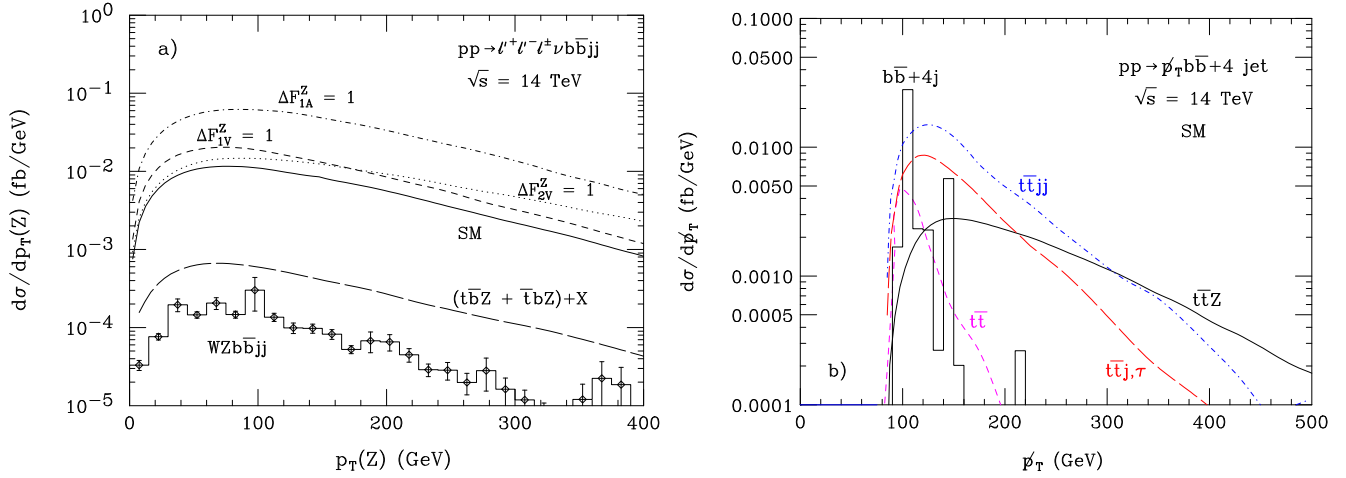 a)
pp→l'⁺l'⁻l±νbb̅jj
√s = 14 TeV
ΔF^Z_1A = 1
ΔF^Z_1V = 1
ΔF^Z_2V = 1
SM
(tb̅Z + t̅bZ)+X
WZbb̅jj
10⁰
10⁻¹
10⁻²
10⁻³
10⁻⁴
10⁻⁵
0 100 200 300 400
dσ/dp_T(Z) (fb/GeV)
p_T(Z) (GeV)
pp→p̸_Tbb̅+4 jet
√s = 14 TeV
SM
bb̅+4j
tt̅jj
tt̅Z
tt̅
tt̅j,τ
b)
0.1000
0.0500
0.0100
0.0050
0.0010
0.0005
0.0001
0 100 200 300 400 500
dσ/dp̸_T (fb/GeV)
p̸_T (GeV)